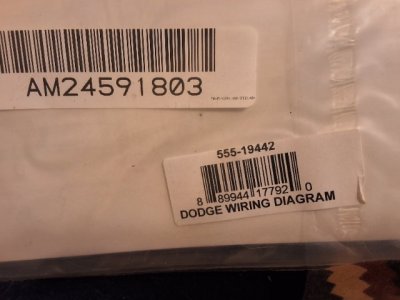 AM24591803
555-19442
8 89944 17792 0
DODGE WIRING DIAGRAM